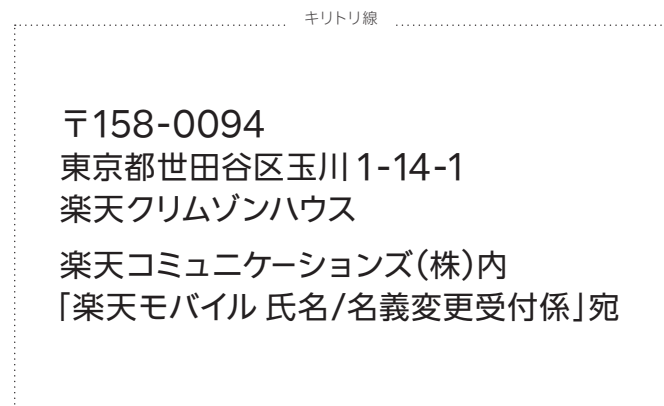 キリトリ線
〒158-0094
東京都世田谷区玉川1-14-1
楽天クリムゾンハウス
楽天コミュニケーションズ(株)内
「楽天モバイル 氏名/名義変更受付係」宛